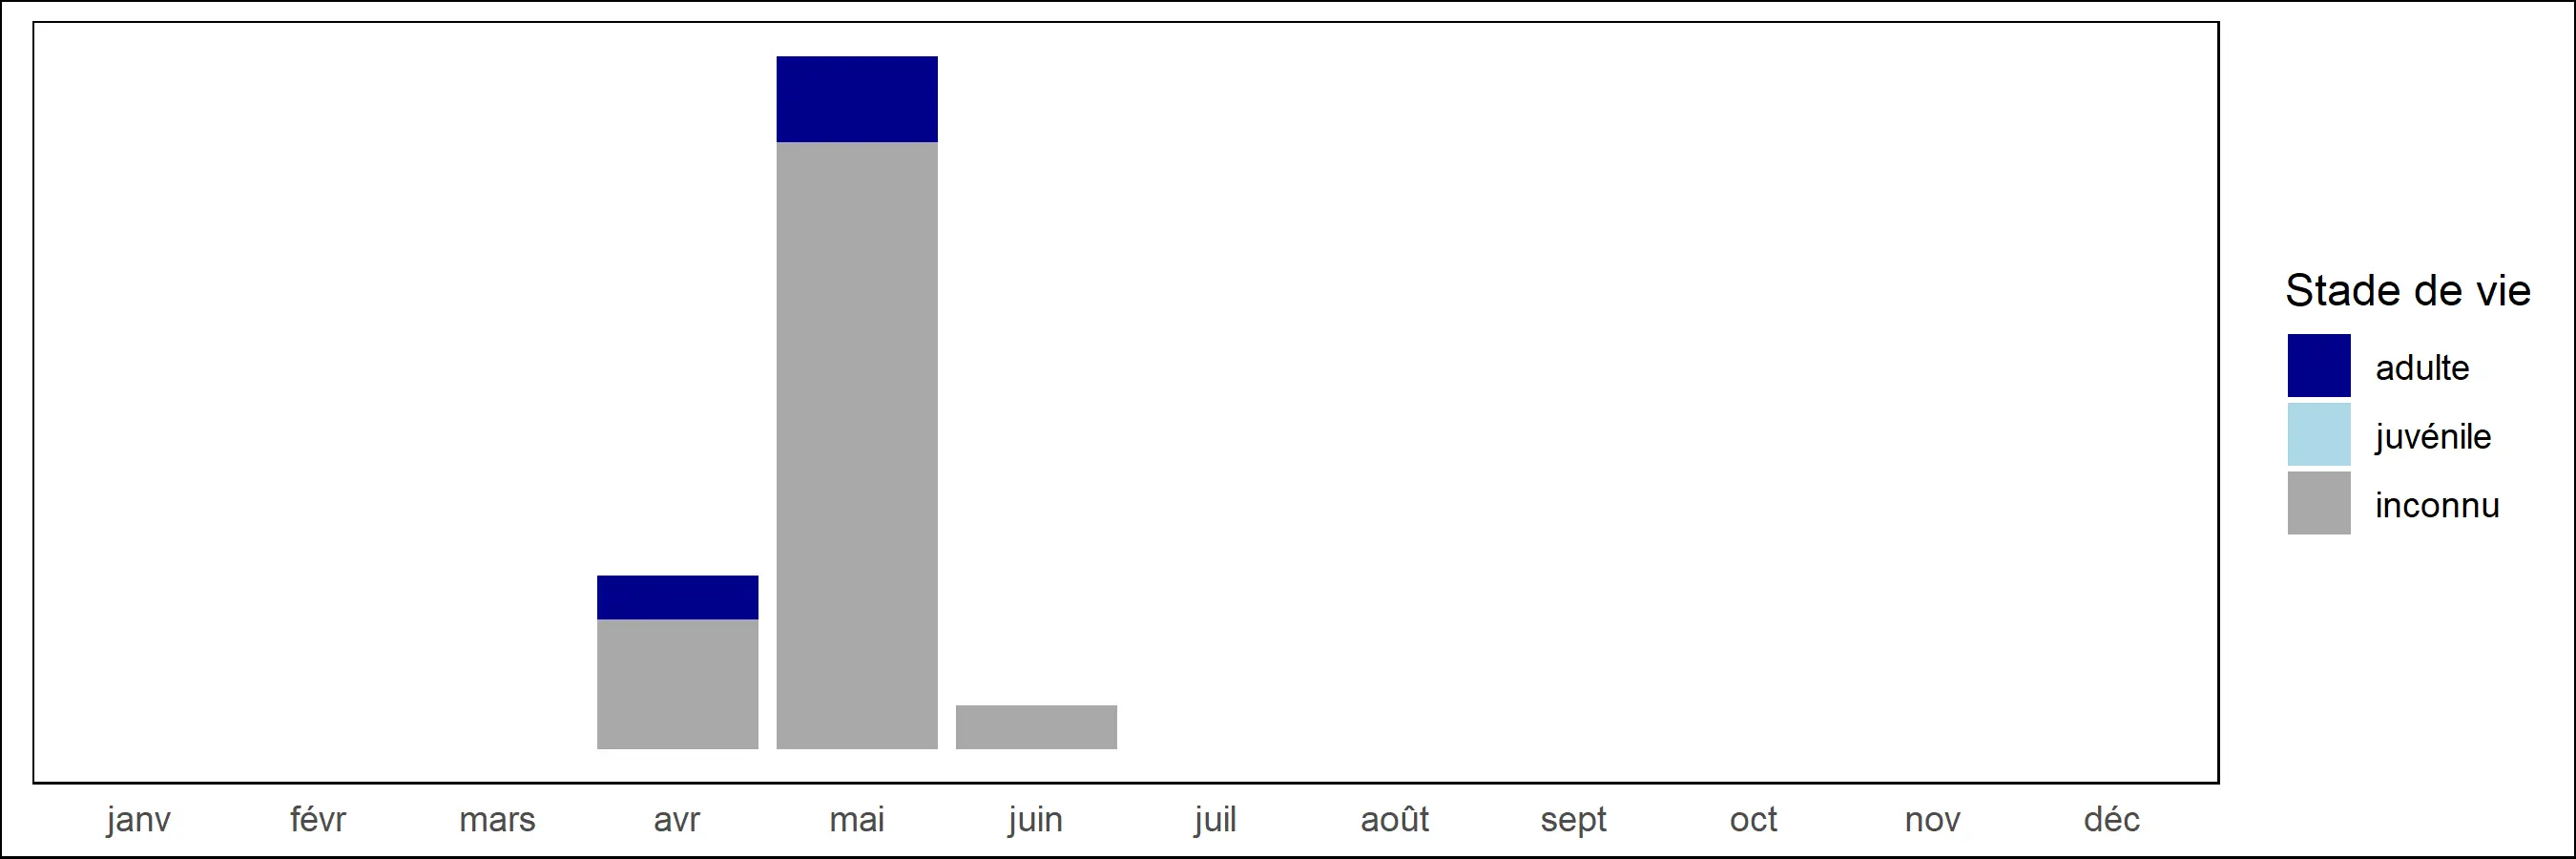 Stade de vie
adulte
juvénile
inconnu
janv févr mars avr mai juin juil août sept oct nov déc